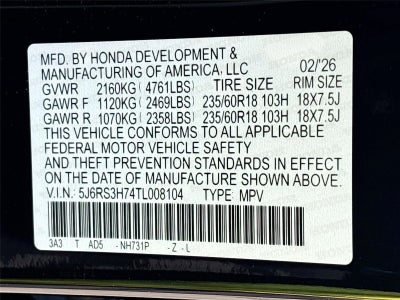 MFD. BY HONDA DEVELOPMENT &
MANUFACTURING OF AMERICA, LLC 02/'26
GVWR 2160KG (4761LBS) TIRE SIZE RIM SIZE
GAWR F 1120KG (2469LBS) 235/60R18 103H 18X7.5J
GAWR R 1070KG (2358LBS) 235/60R18 103H 18X7.5J
THIS VEHICLE CONFORMS TO ALL APPLICABLE
FEDERAL MOTOR VEHICLE SAFETY
AND THEFT PREVENTION STANDARDS IN EFFECT
ON THE DATE OF MANUFACTURE SHOWN ABOVE.
V.I.N.: 5J6RS3H74TL008104 TYPE: MPV
3A3 T AD5 -NH731P -Z-L